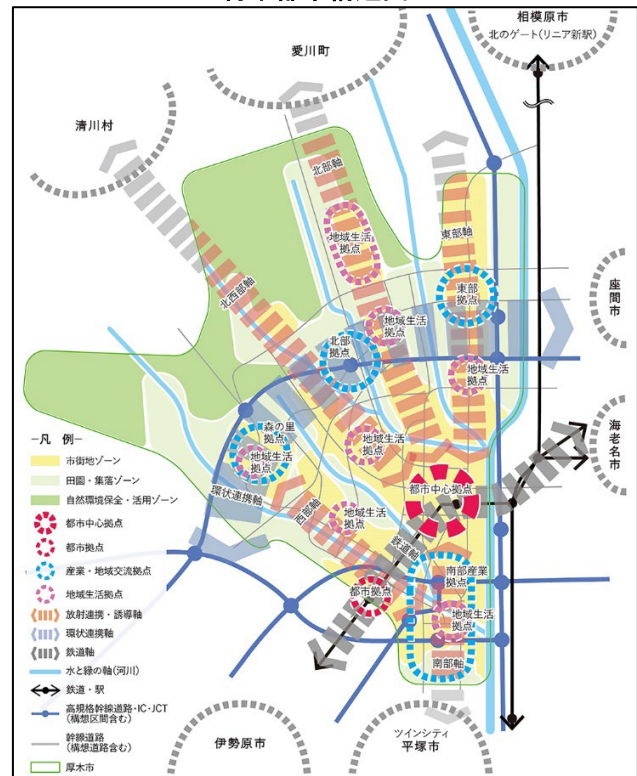 相模原市
北のゲート(リニア新駅)
愛川町
清川村
北部軸
東部軸
地域生活
拠点
北西部軸
東部
拠点
座間市
地域生活
拠点
北部
拠点
地域生活
拠点
海老名市
森の里
拠点
地域生活
拠点
地域生活
拠点
都市中心拠点
環状連携軸
西部軸
地域生活
拠点
鉄道軸
南部産業
拠点
都市拠点
地域生活
拠点
南部軸
ー凡 例ー
市街地ゾーン
田園・集落ゾーン
自然環境保全・活用ゾーン
都市中心拠点
都市拠点
産業・地域交流拠点
地域生活拠点
放射連携・誘導軸
環状連携軸
鉄道軸
水と緑の軸(河川)
鉄道・駅
高規格幹線道路・IC・JCT
(構想区間含む)
幹線道路
(構想道路含む)
厚木市
伊勢原市
ツインシティ
平塚市